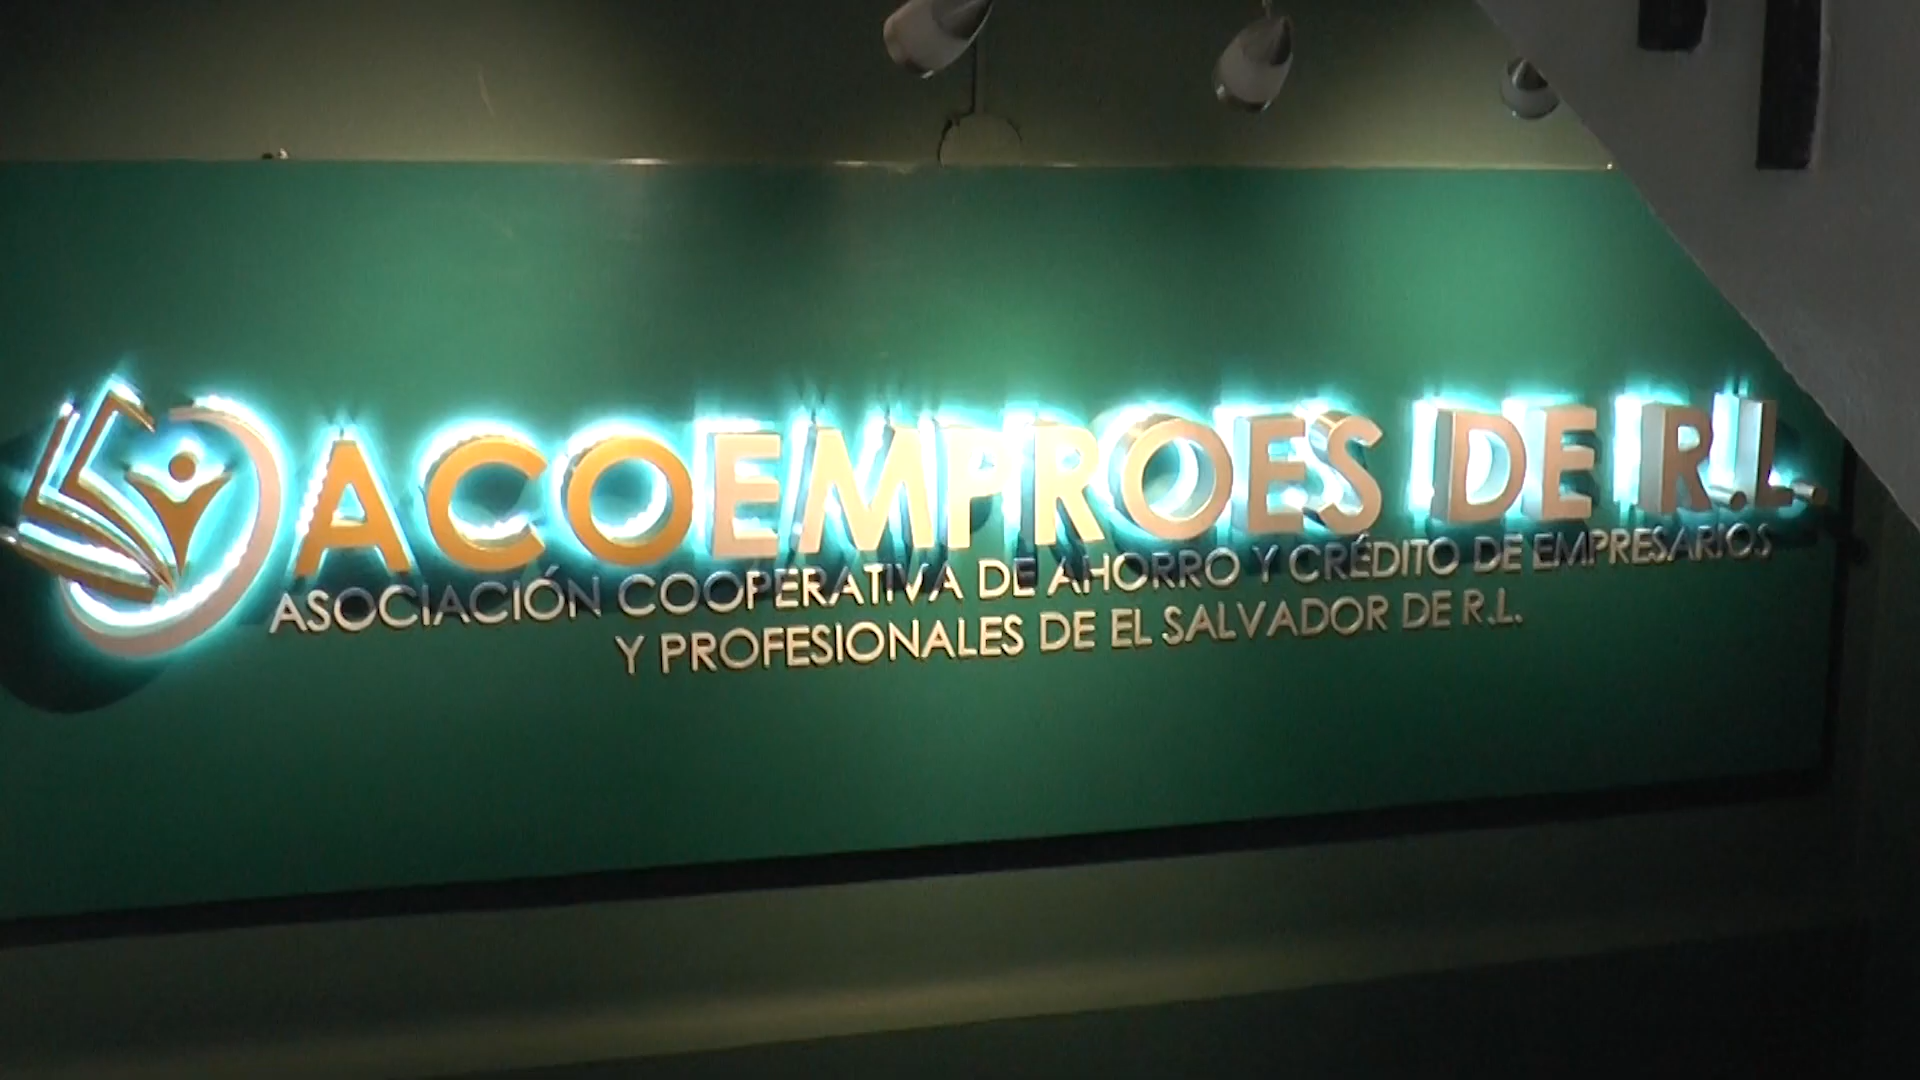 ACOEMPROES DE R.L.
ASOCIACIÓN COOPERATIVA DE AHORRO Y CRÉDITO DE EMPRESARIOS
Y PROFESIONALES DE EL SALVADOR DE R.L.